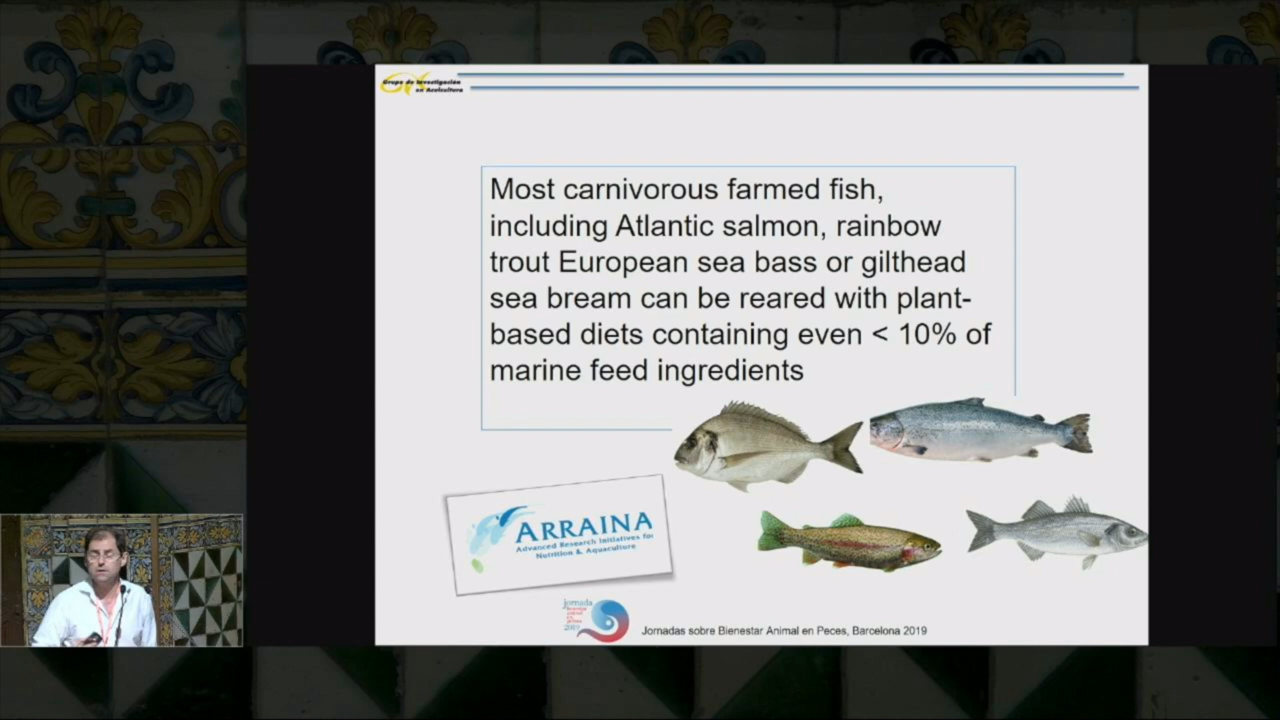 Grupo de Investigación
en Acuicultura
Most carnivorous farmed fish,
including Atlantic salmon, rainbow
trout European sea bass or gilthead
sea bream can be reared with plant-
based diets containing even < 10% of
marine feed ingredients
ARRAINA
Advanced Research Initiatives for
Nutrition & Aquaculture
jornada
2019
Jornadas sobre Bienestar Animal en Peces, Barcelona 2019